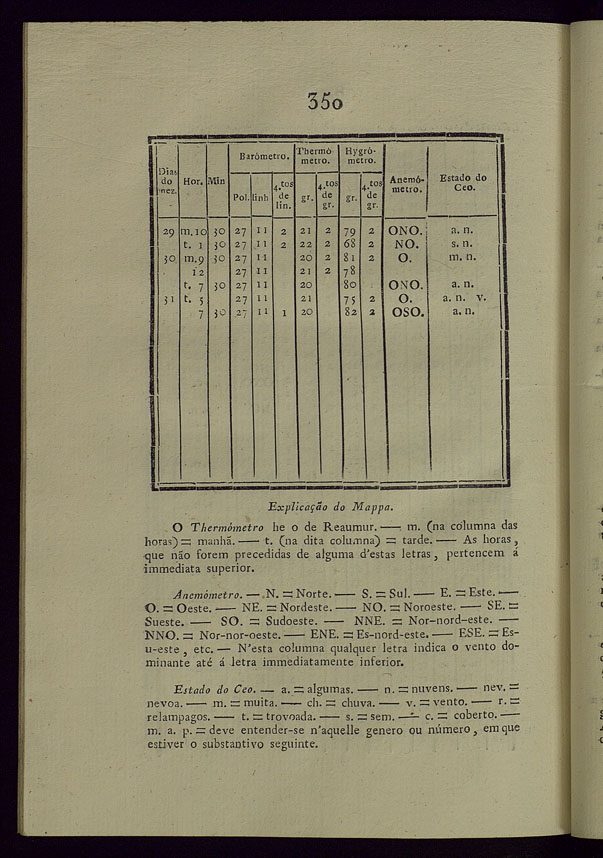 350
Barômetro. Thermómetro. Hygrómetro.
Dias do mez. Hor. Min Pol. linh 4.tos de lin. gr. 4.tos de gr. gr. 4.tos de gr. Anemômetro. Estado do Ceo.
29 m.10 30 27 11 2 21 2 79 2 ONO. a. n.
t. 1 30 27 11 2 22 2 68 2 NO. s. n.
30 m.9 30 27 11 20 2 81 2 O. m. n.
12 27 11 21 2 78
t. 7 30 27 11 20 80 ONO. a. n.
31 t. 5 27 11 21 75 2 O. a. n. v.
7 30 27 11 1 20 82 2 OSO. a. n.
Explicação do Mappa.
O Thermómetro he o de Reaumur. — m. (na columna das
horas) = manhã. — t. (na dita columna) = tarde. — As horas,
que não forem precedidas de alguma d'estas letras, pertencem á
immediata superior.
Anemómetro. — N. = Norte. — S. = Sul. — E. = Este. —
O. = Oeste. — NE. = Nordeste. — NO. = Noroeste. — SE. =
Sueste. — SO. = Sudoeste. — NNE. = Nor-nord-este. —
NNO. = Nor-nor-oeste. — ENE. = Es-nord-este. — ESE. = Es-
u-este, etc. — N'esta columna qualquer letra indica o vento do-
minante até á letra immediatamente inferior.
Estado do Ceo. — a. = algumas. — n. = nuvens. — nev. =
nevoa. — m. = muita. — ch. = chuva. — v. = vento. — r. =
relampagos. — t. = trovoada. — s. = sem. — c. = coberto. —
m. a. p. = deve entender-se n'aquelle genero ou número, em que
estiver o substantivo seguinte.